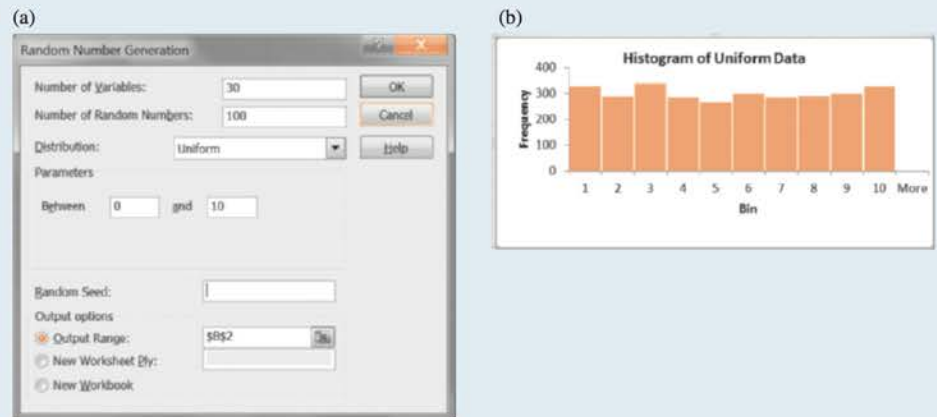 (a)
Random Number Generation
Number of Variables:
30
OK
Number of Random Numbers:
100
Cancel
Distribution:
Uniform
Help
Parameters
Between
0
and
10
Random Seed:
Output options
Output Range:
$B$2
New Worksheet Ply:
New Workbook
(b)
Histogram of Uniform Data
Frequency
400
300
200
100
0
1 2 3 4 5 6 7 8 9 10 More
Bin